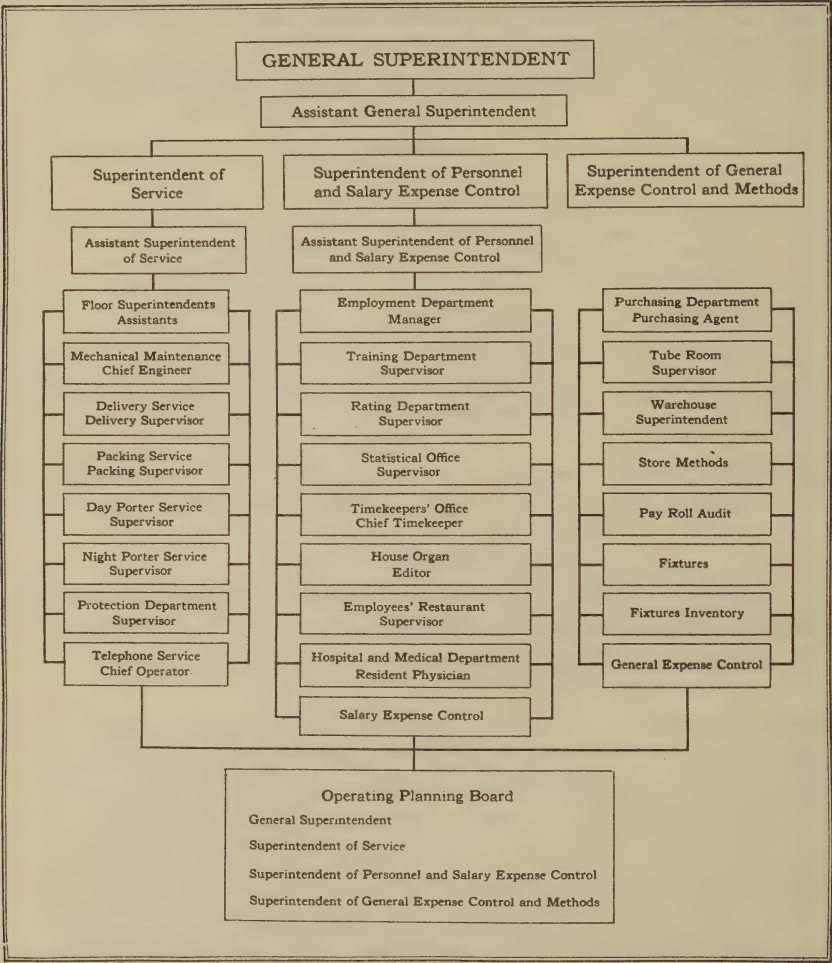 GENERAL SUPERINTENDENT
Assistant General Superintendent
Superintendent of
Service
Superintendent of Personnel
and Salary Expense Control
Superintendent of General
Expense Control and Methods
Assistant Superintendent
of Service
Assistant Superintendent of Personnel
and Salary Expense Control
Floor Superintendents
Assistants
Mechanical Maintenance
Chief Engineer
Delivery Service
Delivery Supervisor
Packing Service
Packing Supervisor
Day Porter Service
Supervisor
Night Porter Service
Supervisor
Protection Department
Supervisor
Telephone Service
Chief Operator
Employment Department
Manager
Training Department
Supervisor
Rating Department
Supervisor
Statistical Office
Supervisor
Timekeepers' Office
Chief Timekeeper
House Organ
Editor
Employees' Restaurant
Supervisor
Hospital and Medical Department
Resident Physician
Salary Expense Control
Purchasing Department
Purchasing Agent
Tube Room
Supervisor
Warehouse
Superintendent
Store Methods
Pay Roll Audit
Fixtures
Fixtures Inventory
General Expense Control
Operating Planning Board
General Superintendent
Superintendent of Service
Superintendent of Personnel and Salary Expense Control
Superintendent of General Expense Control and Methods